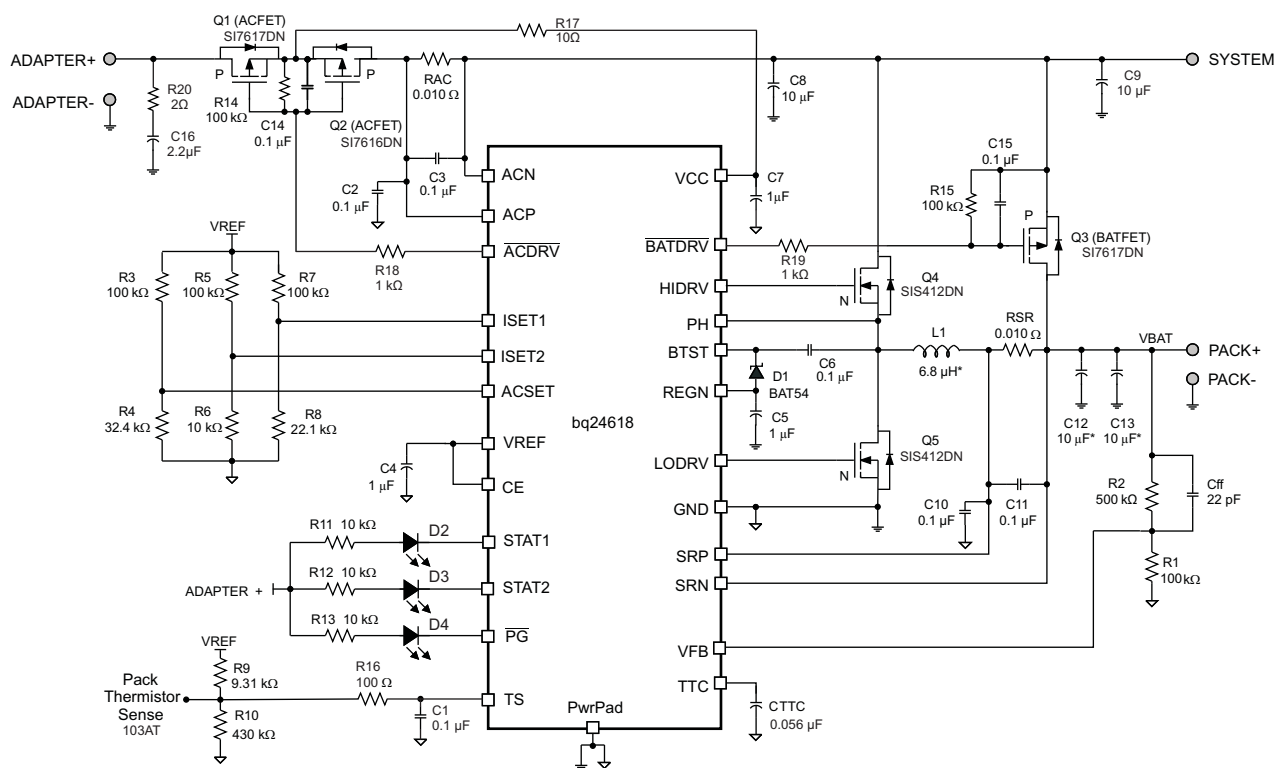 Q1 (ACFET)
SI7617DN
R17
10Ω
ADAPTER+
SYSTEM
P
P
RAC
0.010 Ω
C8
10 µF
C9
10 µF
ADAPTER-
R20
2Ω
R14
100 kΩ
C14
0.1 µF
Q2 (ACFET)
SI7616DN
C16
2.2µF
C15
0.1 µF
ACN
VCC
C7
1µF
C2
0.1 µF
C3
0.1 µF
R15
100 kΩ
P
ACP
VREF
ACDRV
BATDRV
Q3 (BATFET)
SI7617DN
R18
1 kΩ
R19
1 kΩ
Q4
SIS412DN
N
R3
100 kΩ
R5
100 kΩ
R7
100 kΩ
HIDRV
ISET1
PH
RSR
0.010 Ω
L1
6.8 µH*
VBAT
ISET2
BTST
PACK+
C6
0.1 µF
D1
BAT54
PACK-
ACSET
REGN
R4
32.4 kΩ
R6
10 kΩ
R8
22.1 kΩ
bq24618
C5
1 µF
C12
10 µF*
C13
10 µF*
VREF
Q5
SIS412DN
N
C4
1 µF
LODRV
CE
R2
500 kΩ
Cff
22 pF
GND
C10
0.1 µF
C11
0.1 µF
R11 10 kΩ
D2
STAT1
SRP
R1
100kΩ
R12 10 kΩ
D3
STAT2
SRN
ADAPTER +
R13 10 kΩ
D4
PG
VREF
VFB
R9
9.31 kΩ
R16
100 Ω
Pack
Thermistor
Sense
103AT
TS
TTC
PwrPad
CTTC
0.056 µF
R10
430 kΩ
C1
0.1 µF